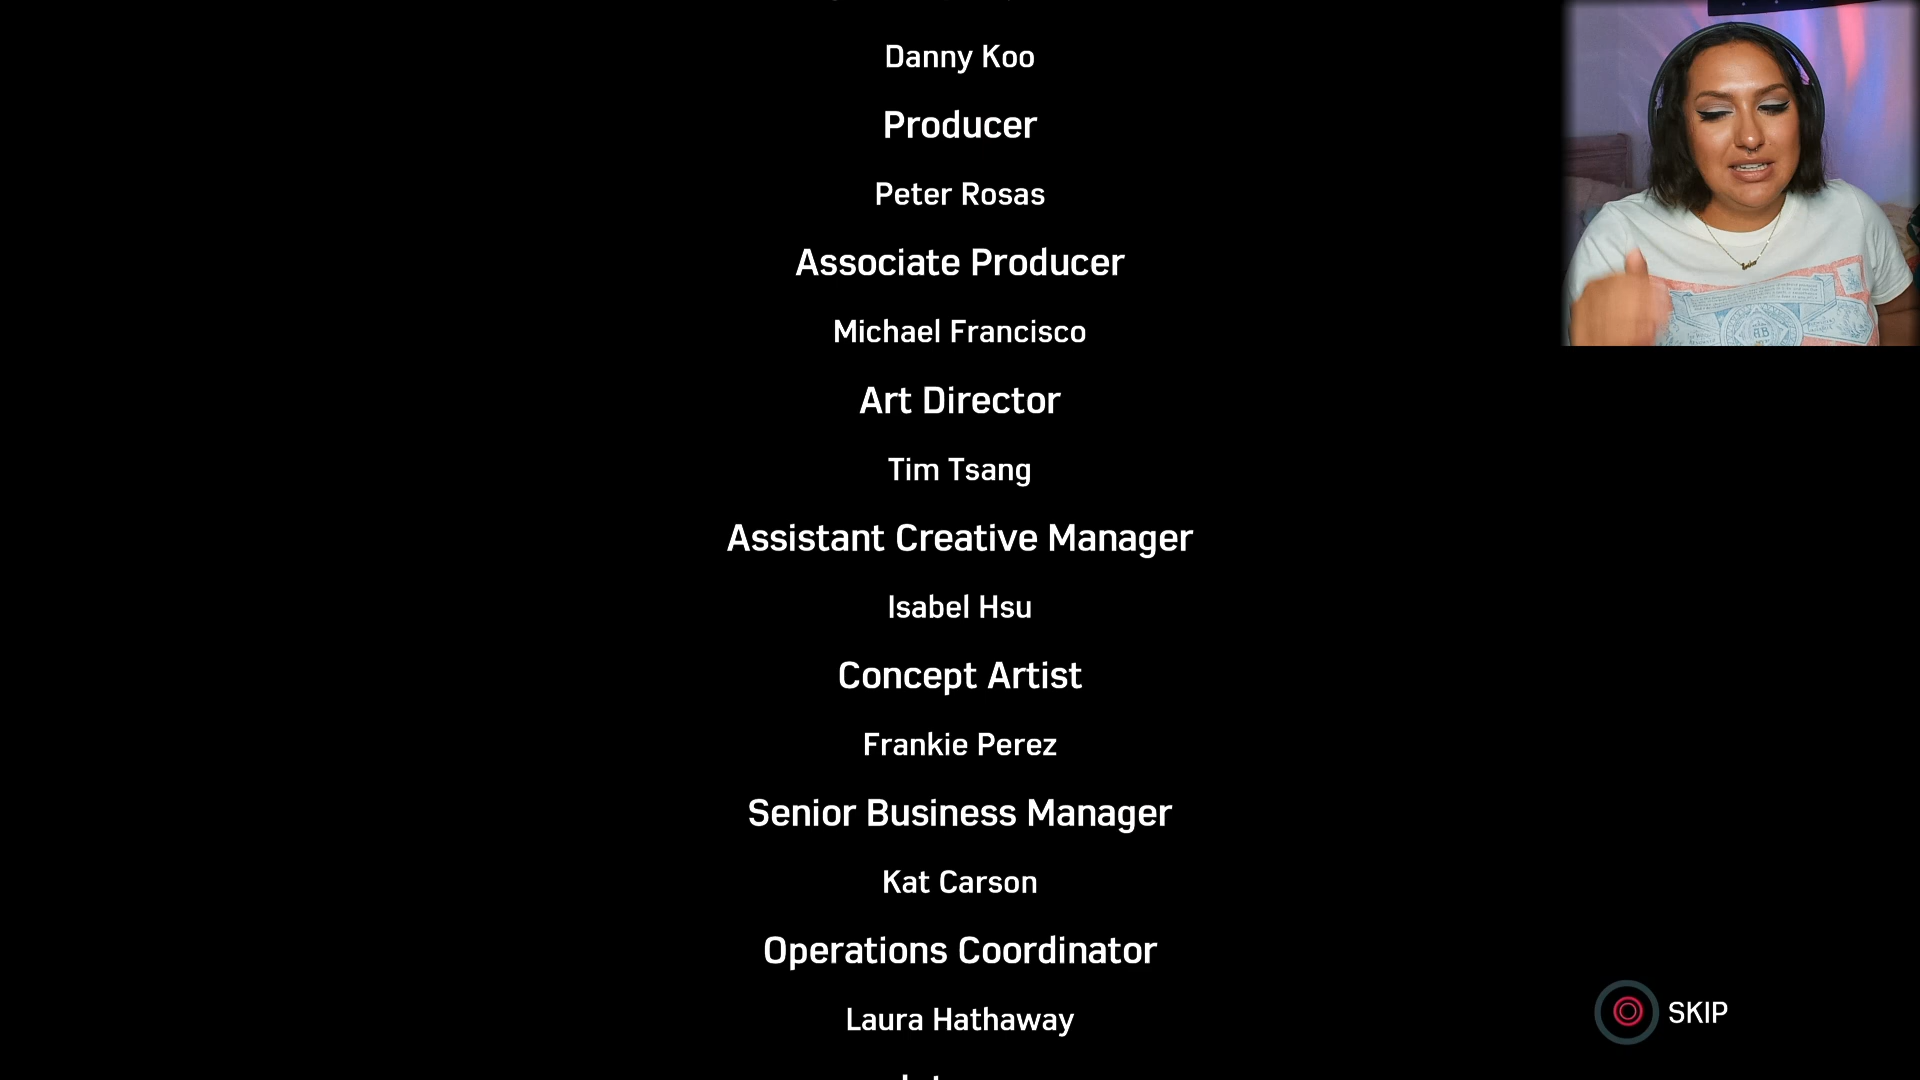 Danny Koo
Producer
Peter Rosas
Associate Producer
Michael Francisco
Art Director
Tim Tsang
Assistant Creative Manager
Isabel Hsu
Concept Artist
Frankie Perez
Senior Business Manager
Kat Carson
Operations Coordinator
Laura Hathaway
SKIP
AB